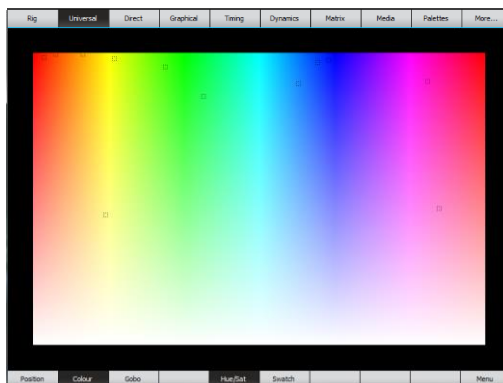 Rig Universal Direct Graphical Timing Dynamics Matrix Media Palettes More...
Position Colour Gobo Hue/Sat Swatch Menu